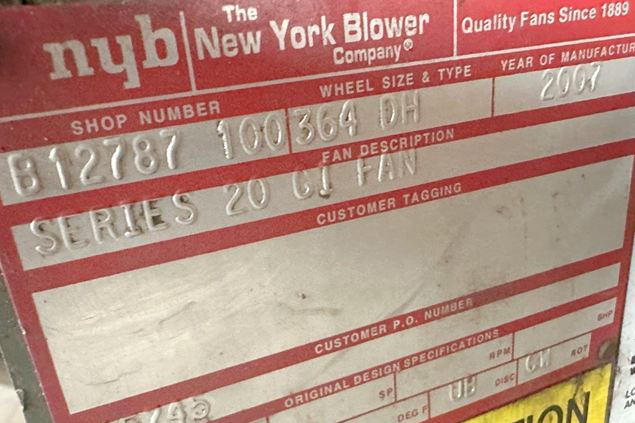 nyb The New York Blower Company®
Quality Fans Since 1889
SHOP NUMBER WHEEL SIZE & TYPE YEAR OF MANUFACTUR
B12787 100 364 DH 2007
FAN DESCRIPTION
SERIES 20 GI FAN
CUSTOMER TAGGING
CUSTOMER P.O. NUMBER
ORIGINAL DESIGN SPECIFICATIONS
SP RPM BHP
DEG F UB DISC CW ROT